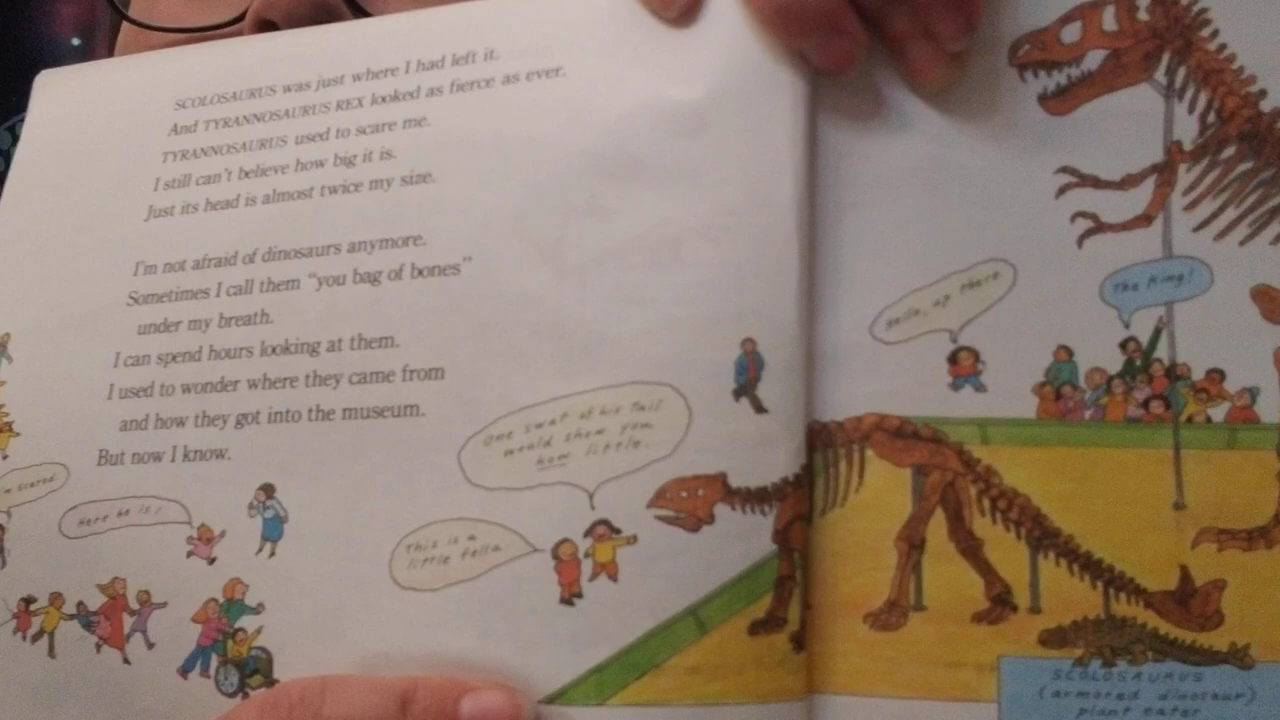 SCOLOSAURUS was just where I had left it.
And TYRANNOSAURUS REX looked as fierce as ever.
TYRANNOSAURUS used to scare me.
I still can't believe how big it is.
Just its head is almost twice my size.
I'm not afraid of dinosaurs anymore.
Sometimes I call them "you bag of bones"
under my breath.
I can spend hours looking at them.
I used to wonder where they came from
and how they got into the museum.
But now I know.
scared.
Here he is!
One swat of his tail
would show you
how little.
This is a
little fella.
Hello, up there
The King!
SCOLOSAURUS
(armored dinosaur)
plant eater